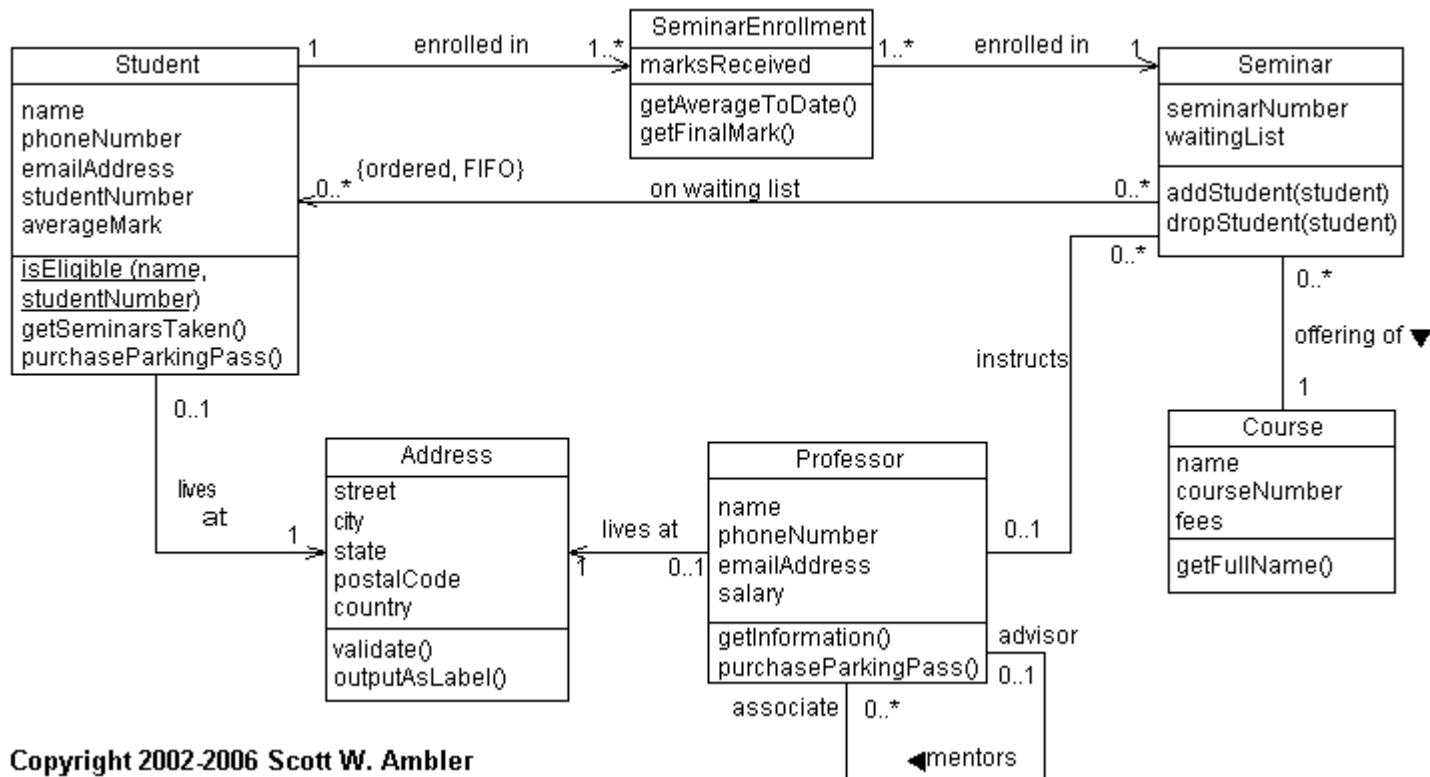 SeminarEnrollment
marksReceived
getAverageToDate()
getFinalMark()
1
enrolled in
1..*
1..*
enrolled in
1
Student
name
phoneNumber
emailAddress
studentNumber
averageMark
isEligible (name,
studentNumber)
getSeminarsTaken()
purchaseParkingPass()
Seminar
seminarNumber
waitingList
addStudent(student)
dropStudent(student)
{ordered, FIFO}
0..*
on waiting list
0..*
0..*
0..*
offering of
instructs
1
0..1
lives
at
1
Address
street
city
state
postalCode
country
validate()
outputAsLabel()
lives at
1
0..1
Professor
name
phoneNumber
emailAddress
salary
getInformation()
purchaseParkingPass()
0..1
Course
name
courseNumber
fees
getFullName()
advisor
0..1
associate
0..*
mentors
Copyright 2002-2006 Scott W. Ambler